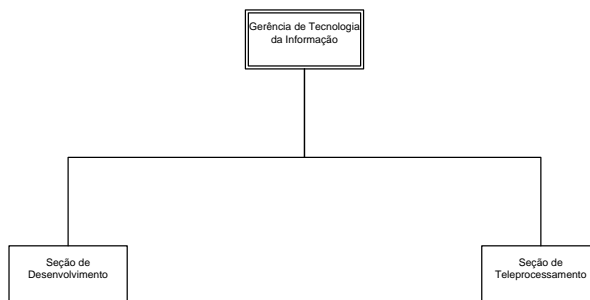 Gerência de Tecnologia
da Informação
Seção de
Desenvolvimento
Seção de
Teleprocessamento